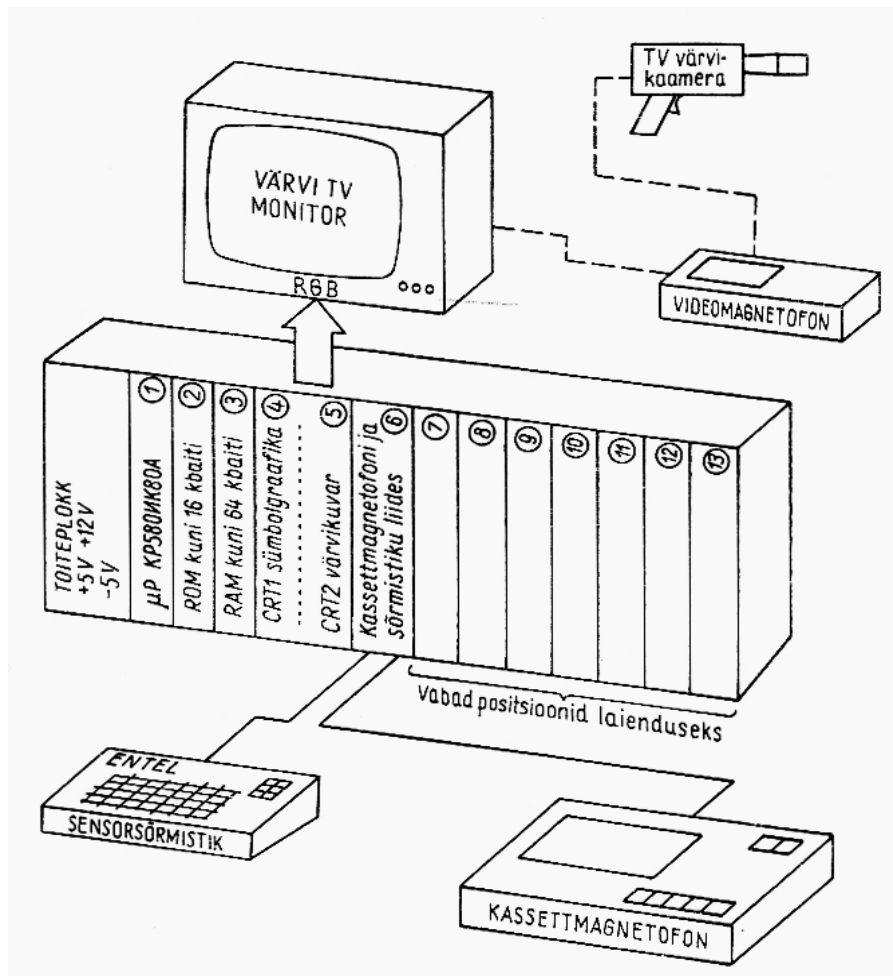 TV värvi-
kaamera
VÄRVI TV
MONITOR
RGB
VIDEOMAGNETOFON
TOITEPLOKK
+5V +12V
-5V
1
µP KP580ИK80A
2
ROM kuni 16 kbaiti
3
RAM kuni 64 kbaiti
4
CRT1 sümbolgraafika
5
CRT2 värvikuvar
6
Kassettmagnetofoni ja
sõrmistiku liides
7
8
9
10
11
12
13
Vabad positsioonid laienduseks
ENTEL
SENSORSÕRMISTIK
KASSETTMAGNETOFON